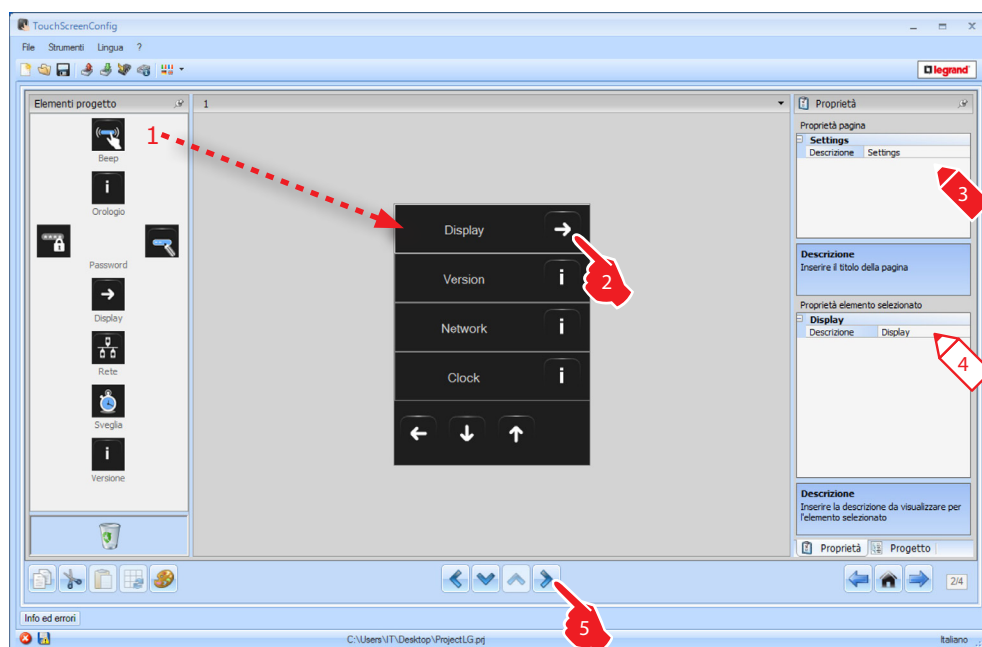 TouchScreenConfig
File Strumenti Lingua ?
legrand
Elementi progetto
1
Proprietà
Beep
Orologio
Password
Display
Rete
Sveglia
Versione
1
Display
Version
Network
Clock
2
Proprietà pagina
Settings
Descrizione Settings
3
Descrizione
Inserire il titolo della pagina
Proprietà elemento selezionato
Display
Descrizione Display
4
Descrizione
Inserire la descrizione da visualizzare per
l'elemento selezionato
Proprietà Progetto
2/4
5
Info ed errori
C:\Users\IT\Desktop\ProjectLG.prj
Italiano